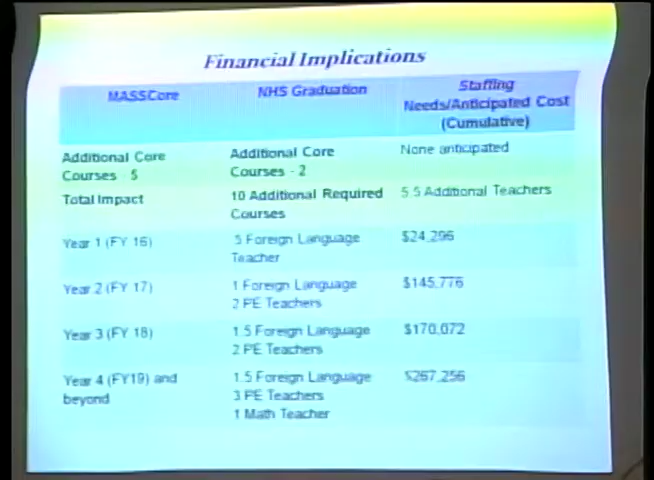 Financial Implications
MASSCore
NHS Graduation
Staffing
Needs/Anticipated Cost
(Cumulative)
Additional Core
Courses - 5
Additional Core
Courses - 2
None anticipated
Total Impact
10 Additional Required
Courses
5.5 Additional Teachers
Year 1 (FY 16)
.5 Foreign Language
Teacher
$24,296
Year 2 (FY 17)
1 Foreign Language
2 PE Teachers
$145,776
Year 3 (FY 18)
1.5 Foreign Language
2 PE Teachers
$170,072
Year 4 (FY19) and
beyond
1.5 Foreign Language
3 PE Teachers
1 Math Teacher
$267,256